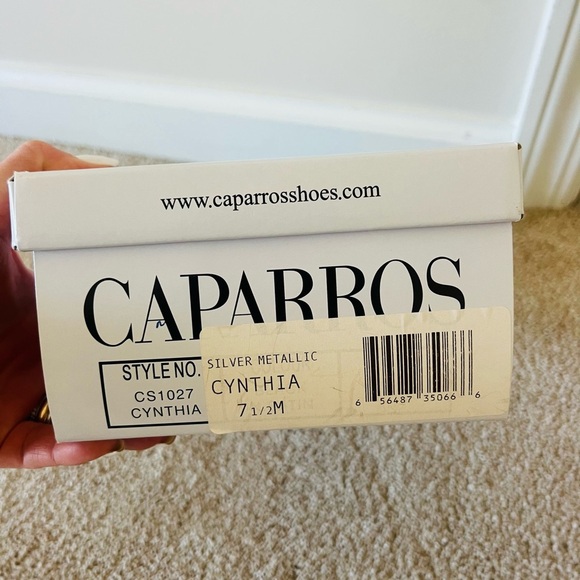 www.caparrosshoes.com
CAPARROS
STYLE NO.
CS1027
CYNTHIA
SILVER METALLIC
CYNTHIA
7 1/2M
6 56487 35066 6